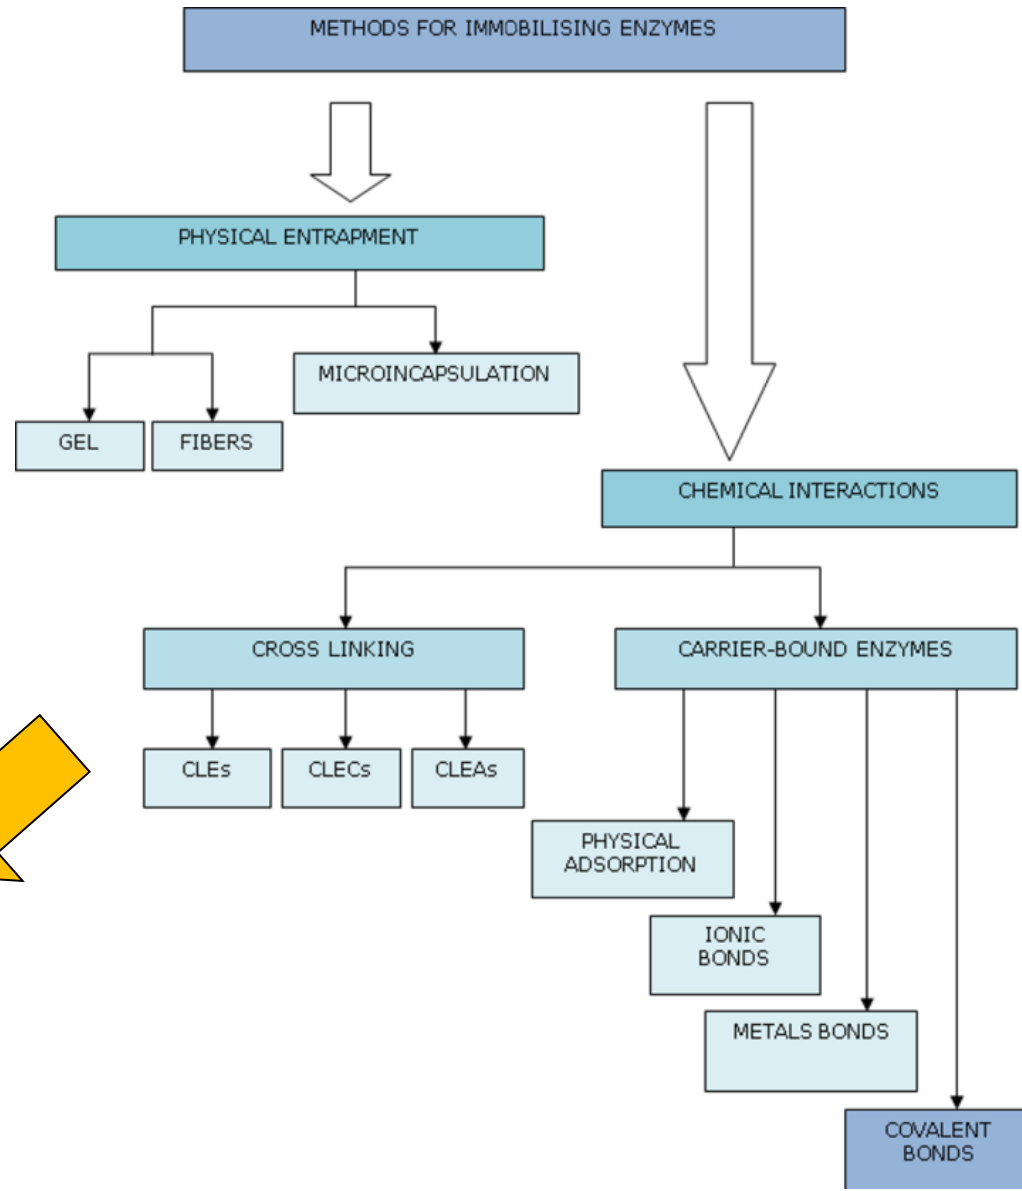 METHODS FOR IMMOBILISING ENZYMES
PHYSICAL ENTRAPMENT
MICROINCAPSULATION
GEL
FIBERS
CHEMICAL INTERACTIONS
CROSS LINKING
CARRIER-BOUND ENZYMES
CLEs
CLECs
CLEAs
PHYSICAL
ADSORPTION
IONIC
BONDS
METALS BONDS
COVALENT
BONDS